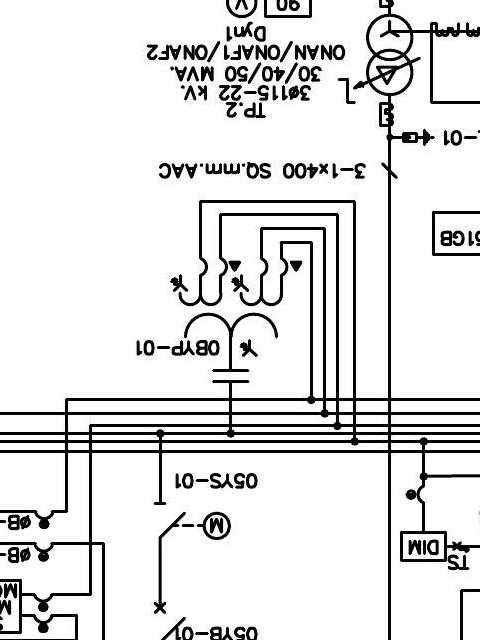 05YB-01
TS
DIM
ØB-
M
ØB-
05YS-01
0BYP-01
51GB
3-1x400 SQ.mm.AAC
-01
TP.2
3ø115-22 kV.
30/40/50 MVA.
ONAN/ONAF1/ONAF2
Dyn1
90
V